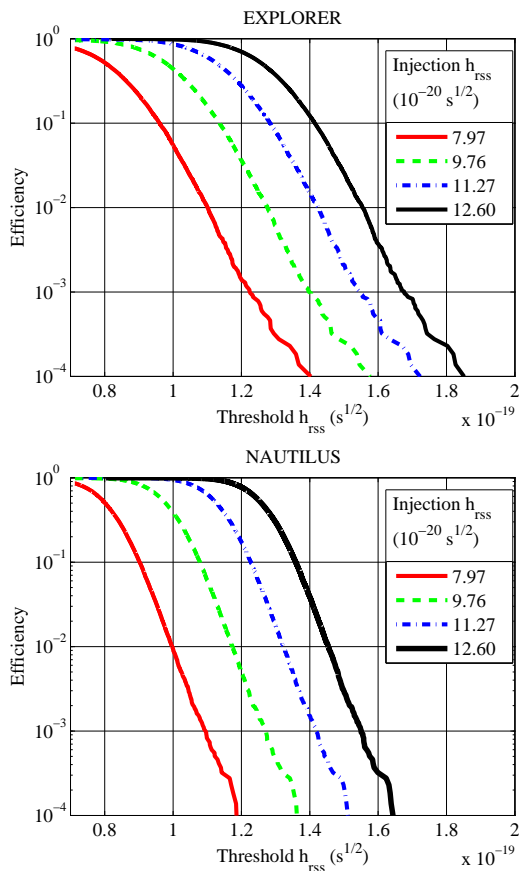 EXPLORER
10⁰
10⁻¹
10⁻²
10⁻³
10⁻⁴
Efficiency
Injection h_rss
(10⁻²⁰ s^1/2)
7.97
9.76
11.27
12.60
0.8 1 1.2 1.4 1.6 1.8 2
Threshold h_rss (s^1/2)
x 10⁻¹⁹
NAUTILUS
10⁰
10⁻¹
10⁻²
10⁻³
10⁻⁴
Efficiency
Injection h_rss
(10⁻²⁰ s^1/2)
7.97
9.76
11.27
12.60
0.8 1 1.2 1.4 1.6 1.8 2
Threshold h_rss (s^1/2)
x 10⁻¹⁹